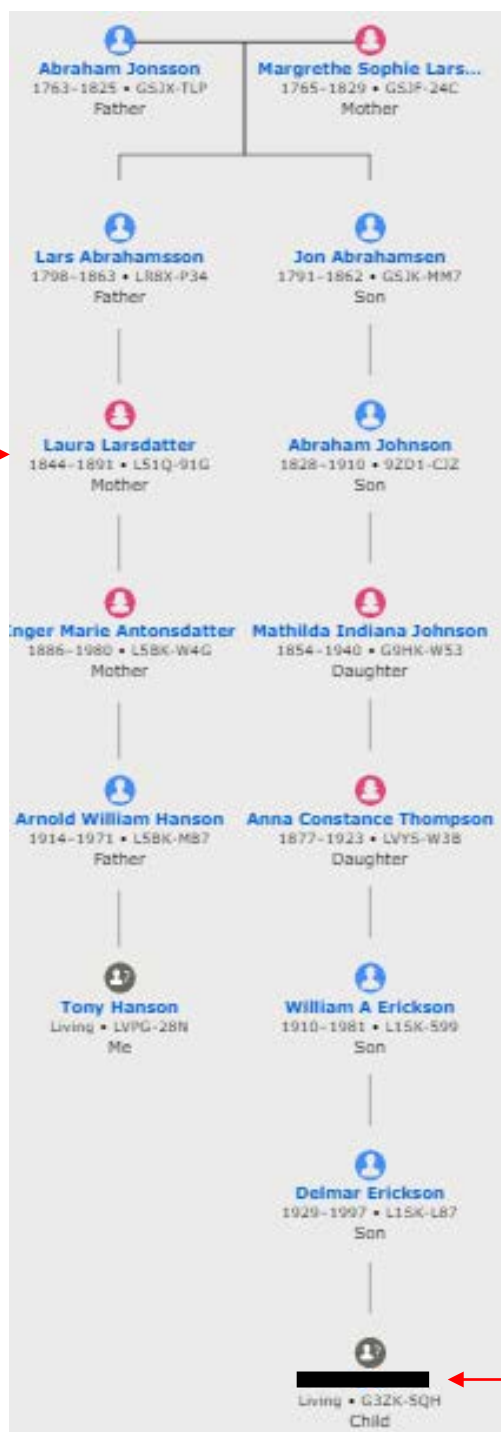 Abraham Jonsson
1763-1825 • GSJX-TLP
Father
Margrethe Sophie Lars...
1765-1829 • GSJF-24C
Mother
Lars Abrahamsson
1798-1863 • LR8X-P34
Father
Jon Abrahamsen
1791-1862 • GSJK-MM7
Son
Laura Larsdatter
1844-1891 • L51Q-91G
Mother
Abraham Johnson
1828-1910 • 9ZD1-CJZ
Son
Inger Marie Antonsdatter
1886-1980 • L5BK-W4G
Mother
Mathilda Indiana Johnson
1854-1940 • G9HK-W53
Daughter
Arnold William Hanson
1914-1971 • L5BK-MB7
Father
Anna Constance Thompson
1877-1923 • LVYS-W3B
Daughter
Tony Hanson
Living • LVPG-28N
Me
William A Erickson
1910-1981 • L15K-599
Son
Delmar Erickson
1929-1997 • L15K-L87
Son
Living • G3ZK-SQH
Child